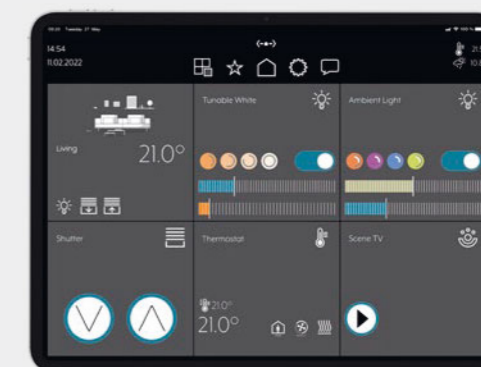 14:54
11.02.2022
Tunable White
Ambient Light
Living
21.0°
Shutter
Thermostat
Scene TV
21.0°
21.0°